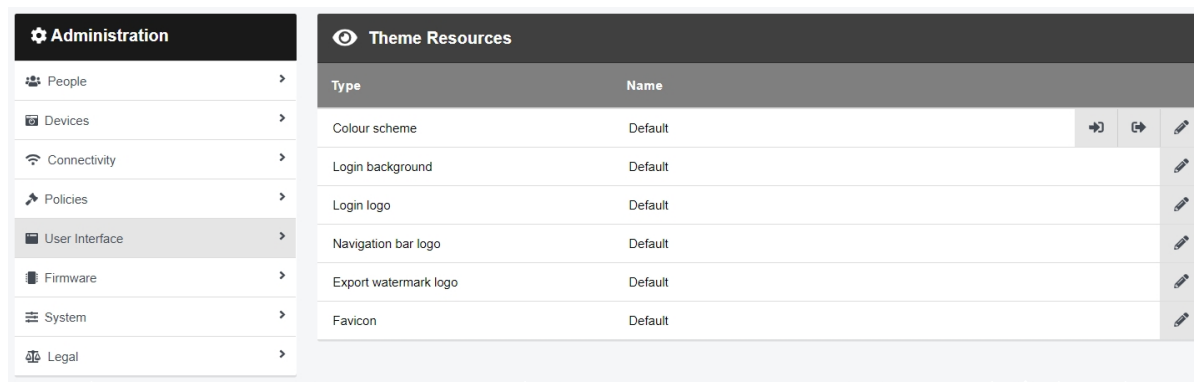 Administration
People
Devices
Connectivity
Policies
User Interface
Firmware
System
Legal
Theme Resources
Type Name
Colour scheme Default
Login background Default
Login logo Default
Navigation bar logo Default
Export watermark logo Default
Favicon Default